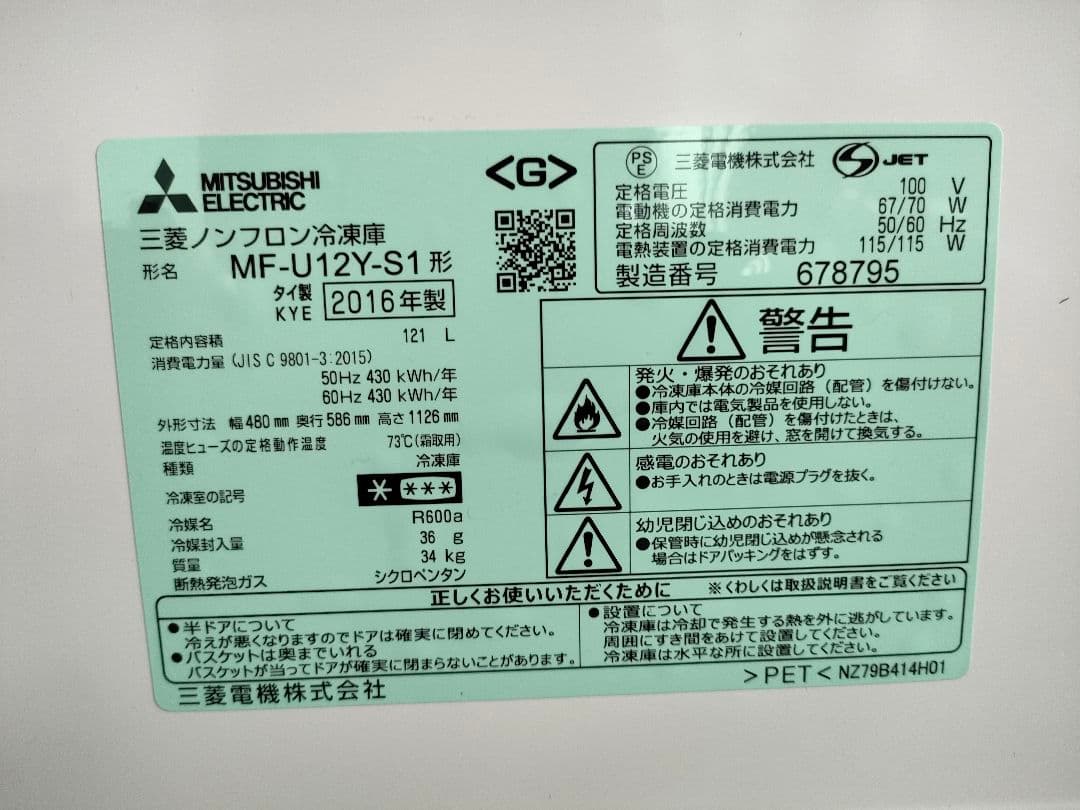 MITSUBISHI
ELECTRIC
三菱ノンフロン冷凍庫
形名 MF-U12Y-S1形
タイ製
KYE
2016年製
定格内容積 121 L
消費電力量 (JIS C 9801-3:2015)
50Hz 430 kWh/年
60Hz 430 kWh/年
外形寸法 幅480mm 奥行586mm 高さ1126mm
温度ヒューズの定格動作温度 73℃(霜取用)
種類 冷凍庫
冷凍室の記号 * ***
冷媒名 R600a
冷媒封入量 36 g
質量 34 kg
断熱発泡ガス シクロペンタン
<G>
PS
E
三菱電機株式会社
S JET
定格電圧 100 V
電動機の定格消費電力 67/70 W
定格周波数 50/60 Hz
電熱装置の定格消費電力 115/115 W
製造番号 678795
警告
発火・爆発のおそれあり
●冷凍庫本体の冷媒回路(配管)を傷付けない。
●庫内では電気製品を使用しない。
●冷媒回路(配管)を傷付けたときは、
火気の使用を避け、窓を開けて換気する。
感電のおそれあり
●お手入れのときは電源プラグを抜く。
幼児閉じ込めのおそれあり
●保管時に幼児閉じ込めが懸念される
場合はドアパッキングをはずす。
正しくお使いいただくために ※くわしくは取扱説明書をご覧ください
●半ドアについて
冷えが悪くなりますのでドアは確実に閉めてください。
●バスケットは奥までいれる
バスケットが当ってドアが確実に閉まらないことがあります。
●設置について
冷凍庫は冷却で発生する熱を外に逃がしています。
周囲にすき間をあけて設置してください。
冷凍庫は水平な所に設置してください。
三菱電機株式会社
>PET< NZ79B414H01